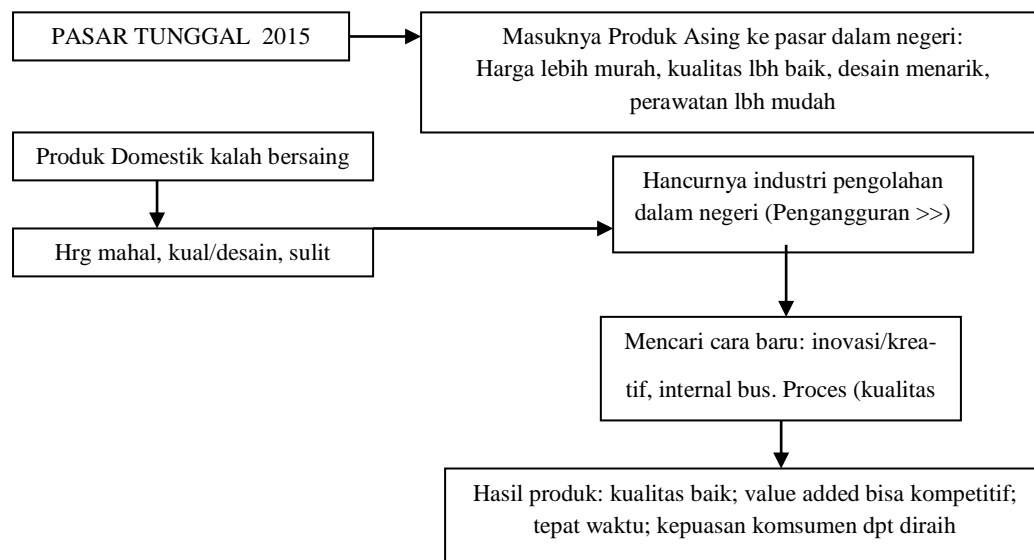 PASAR TUNGGAL 2015
Masuknya Produk Asing ke pasar dalam negeri:
Harga lebih murah, kualitas lbh baik, desain menarik,
perawatan lbh mudah
Produk Domestik kalah bersaing
Hrg mahal, kual/desain, sulit
Hancurnya industri pengolahan
dalam negeri (Pengangguran >>)
Mencari cara baru: inovasi/krea-
tif, internal bus. Proces (kualitas
Hasil produk: kualitas baik; value added bisa kompetitif;
tepat waktu; kepuasan komsumen dpt diraih